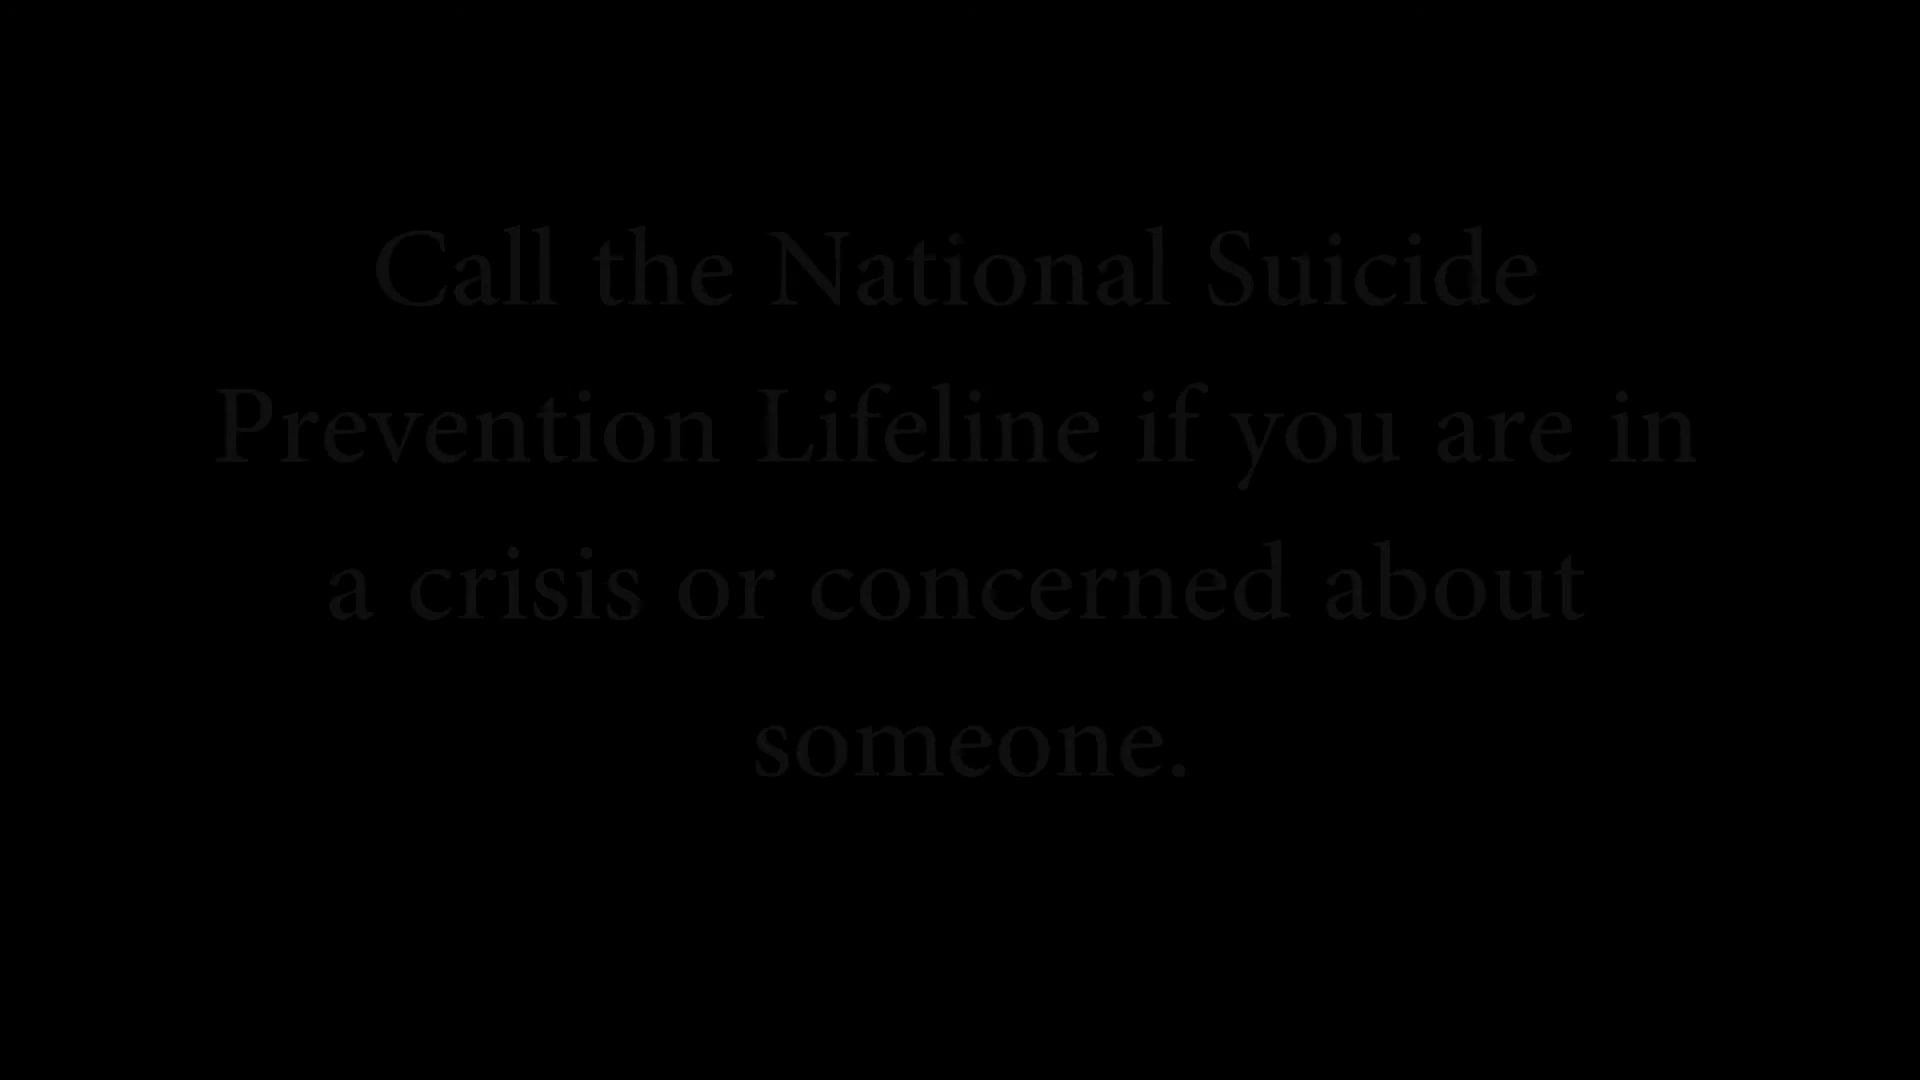 Call the National Suicide
Prevention Lifeline if you are in
a crisis or concerned about
someone.